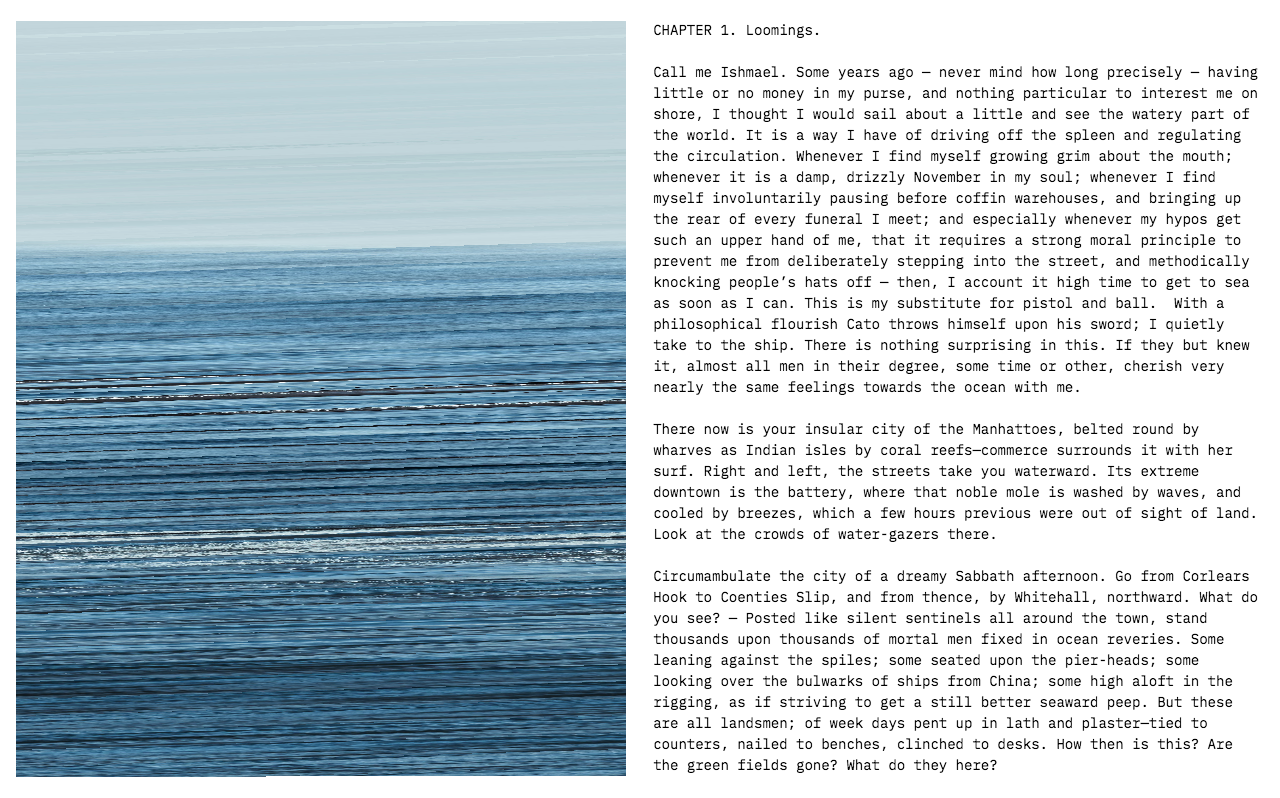 CHAPTER 1. Loomings.
Call me Ishmael. Some years ago — never mind how long precisely — having
little or no money in my purse, and nothing particular to interest me on
shore, I thought I would sail about a little and see the watery part of
the world. It is a way I have of driving off the spleen and regulating
the circulation. Whenever I find myself growing grim about the mouth;
whenever it is a damp, drizzly November in my soul; whenever I find
myself involuntarily pausing before coffin warehouses, and bringing up
the rear of every funeral I meet; and especially whenever my hypos get
such an upper hand of me, that it requires a strong moral principle to
prevent me from deliberately stepping into the street, and methodically
knocking people’s hats off — then, I account it high time to get to sea
as soon as I can. This is my substitute for pistol and ball.  With a
philosophical flourish Cato throws himself upon his sword; I quietly
take to the ship. There is nothing surprising in this. If they but knew
it, almost all men in their degree, some time or other, cherish very
nearly the same feelings towards the ocean with me.
There now is your insular city of the Manhattoes, belted round by
wharves as Indian isles by coral reefs—commerce surrounds it with her
surf. Right and left, the streets take you waterward. Its extreme
downtown is the battery, where that noble mole is washed by waves, and
cooled by breezes, which a few hours previous were out of sight of land.
Look at the crowds of water-gazers there.
Circumambulate the city of a dreamy Sabbath afternoon. Go from Corlears
Hook to Coenties Slip, and from thence, by Whitehall, northward. What do
you see? — Posted like silent sentinels all around the town, stand
thousands upon thousands of mortal men fixed in ocean reveries. Some
leaning against the spiles; some seated upon the pier-heads; some
looking over the bulwarks of ships from China; some high aloft in the
rigging, as if striving to get a still better seaward peep. But these
are all landsmen; of week days pent up in lath and plaster—tied to
counters, nailed to benches, clinched to desks. How then is this? Are
the green fields gone? What do they here?